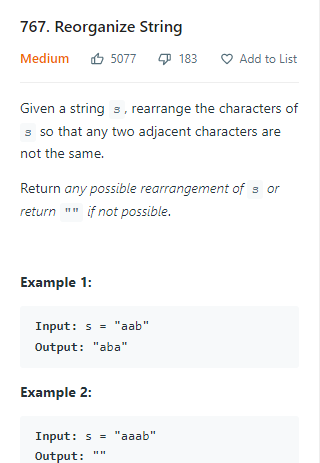 767. Reorganize String
Medium 5077 183 Add to List
Given a string s, rearrange the characters of
s so that any two adjacent characters are
not the same.
Return any possible rearrangement of s or
return "" if not possible.
Example 1:
Input: s = "aab"
Output: "aba"
Example 2:
Input: s = "aaab"
Output: ""